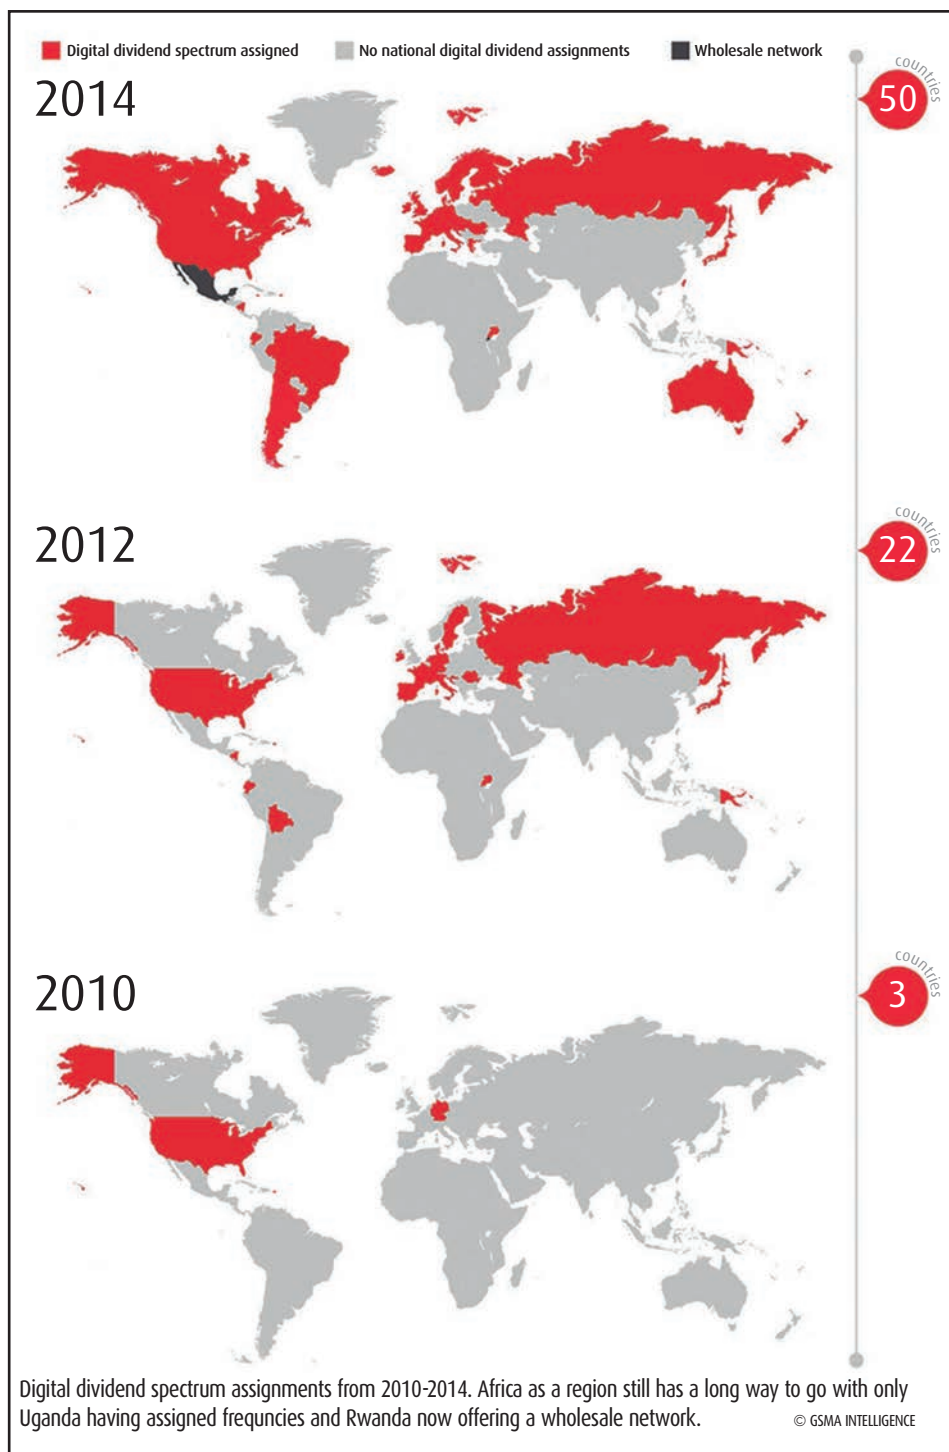 Digital dividend spectrum assigned
No national digital dividend assignments
Wholesale network
2014
countries
50
2012
countries
22
2010
countries
3
Digital dividend spectrum assignments from 2010-2014. Africa as a region still has a long way to go with only
Uganda having assigned frequncies and Rwanda now offering a wholesale network.
© GSMA INTELLIGENCE